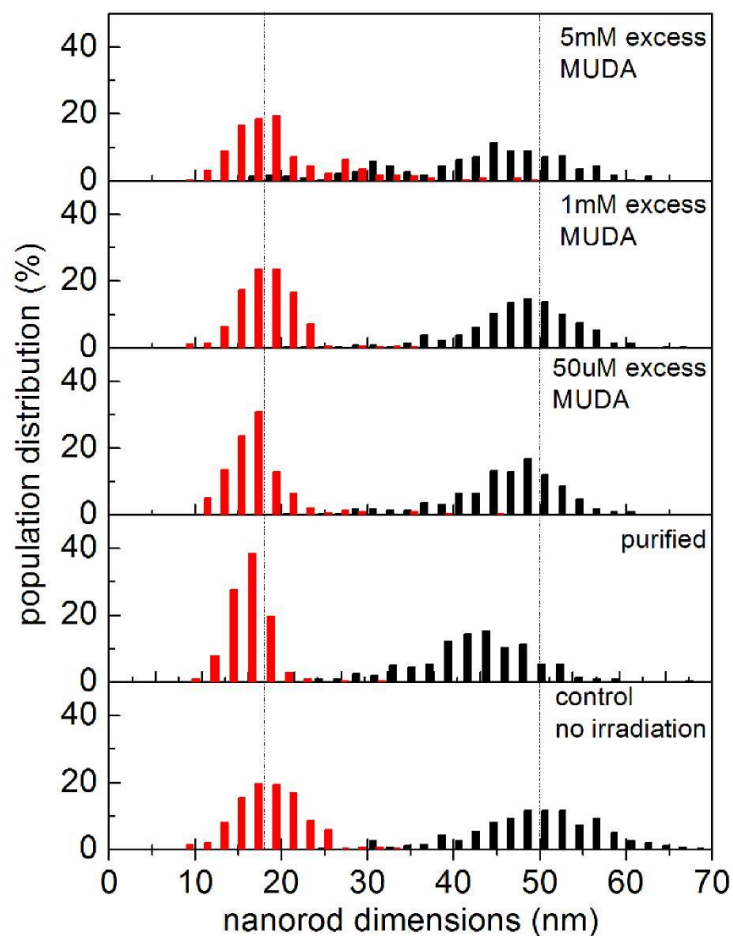 40
5mM excess
MUDA
20
0
40
1mM excess
MUDA
20
0
40
50uM excess
MUDA
20
0
40
purified
20
0
40
control
no irradiation
20
0
10 20 30 40 50 60 70
nanorod dimensions (nm)
population distribution (%)